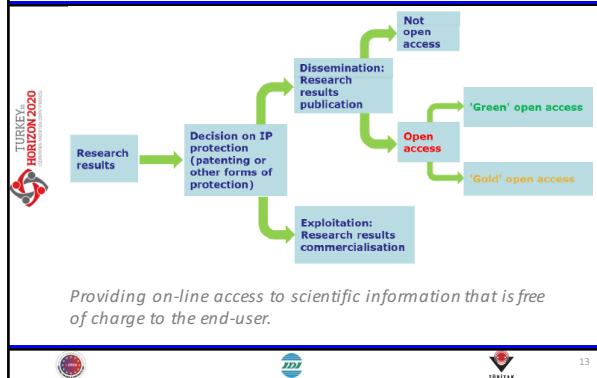 TURKEY in
HORIZON 2020
Research
results
Decision on IP
protection
(patenting or
other forms of
protection)
Dissemination:
Research
results
publication
Not
open
access
Open
access
'Green' open access
'Gold' open access
Exploitation:
Research results
commercialisation
Providing on-line access to scientific information that is free
of charge to the end-user.
TÜBİTAK
13